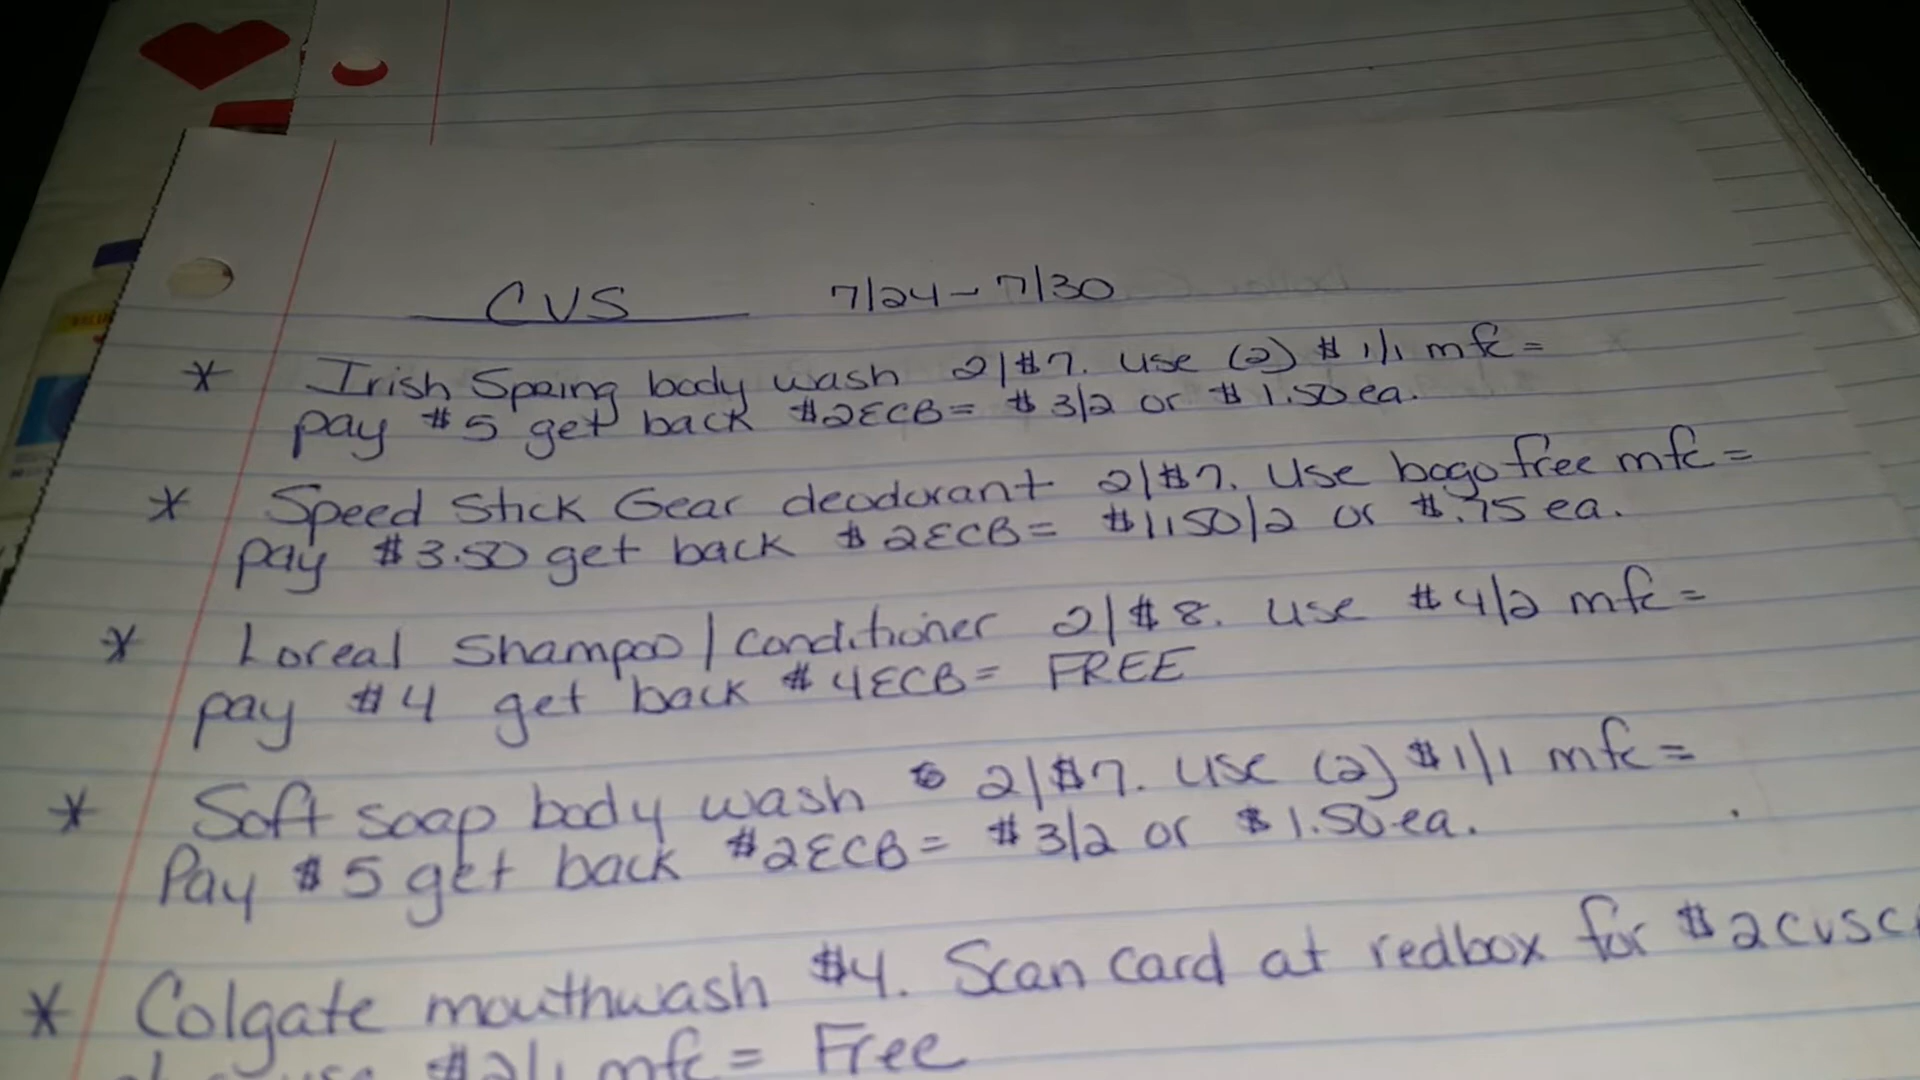 CVS 7/24-7/30
* Irish Spring body wash 2/$7. Use (2) $1/1 mfc =
pay $5 get back $2ECB= $3/2 or $1.50 ea.
* Speed Stick Gear deodorant 2/$7. Use bogo free mfc =
pay $3.50 get back $2ECB= $1.50/2 or $.75 ea.
* Loreal Shampoo/conditioner 2/$8. Use $4/2 mfc =
pay $4 get back $4ECB= FREE
* Soft soap body wash 2/$7. Use (2) $1/1 mfc =
Pay $5 get back $2ECB= $3/2 or $1.50 ea.
* Colgate mouthwash $4. Scan card at redbox for $2 cvsc
use $2/1 mfc = Free